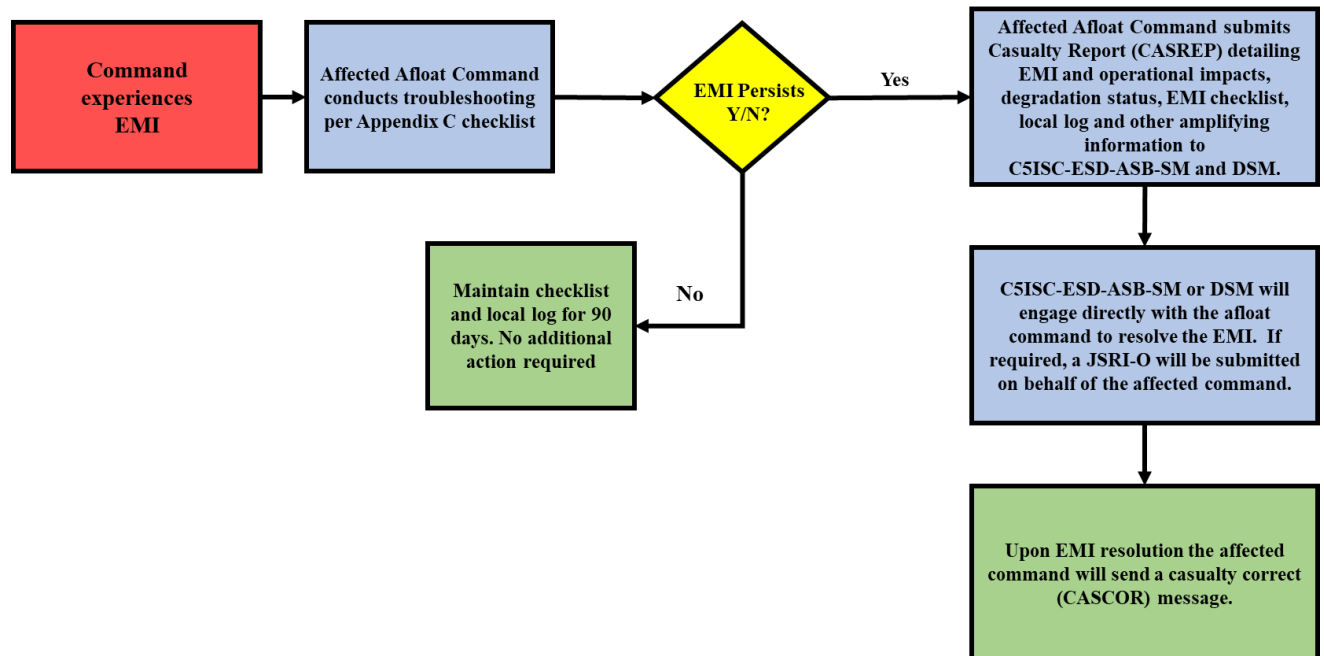 Command
experiences
EMI
Affected Afloat Command
conducts troubleshooting
per Appendix C checklist
EMI Persists
Y/N?
Yes
Affected Afloat Command submits
Casualty Report (CASREP) detailing
EMI and operational impacts,
degradation status, EMI checklist,
local log and other amplifying
information to
C5ISC-ESD-ASB-SM and DSM.
No
Maintain checklist
and local log for 90
days. No additional
action required
C5ISC-ESD-ASB-SM or DSM will
engage directly with the afloat
command to resolve the EMI. If
required, a JSRI-O will be submitted
on behalf of the affected command.
Upon EMI resolution the affected
command will send a casualty correct
(CASCOR) message.